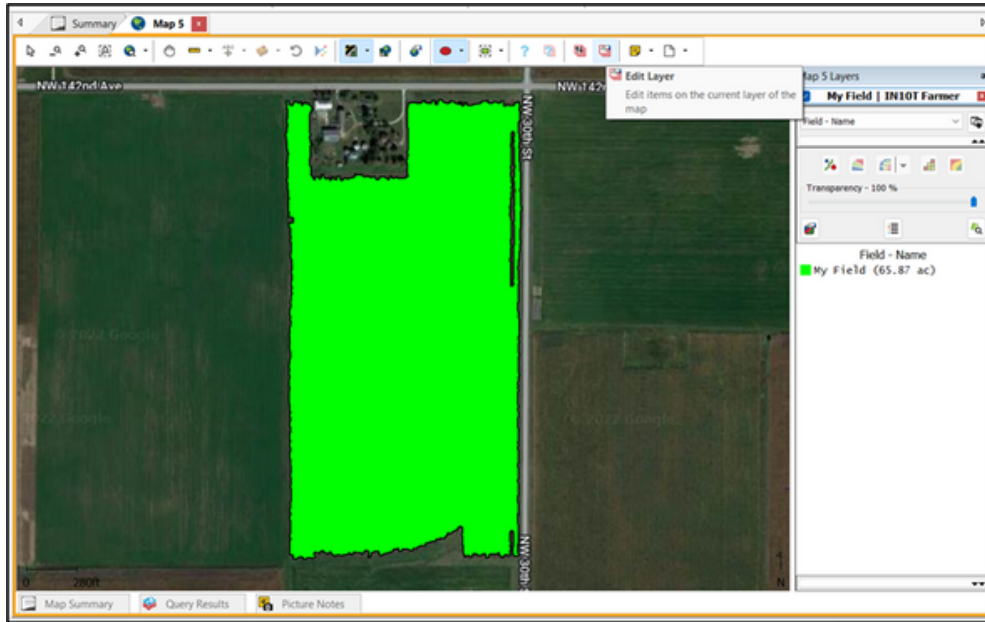 Summary
Map 5
Edit Layer
Edit items on the current layer of the
map
Map 5 Layers
My Field | IN10T Farmer
Field - Name
Transparency - 100 %
Field - Name
My Field (65.87 ac)
NW 142nd Ave
NW 142
NW 30th St
© 2022 Google
2022 Google
© 2022 Google
NW 30th S
0 280ft
N
Map Summary
Query Results
Picture Notes